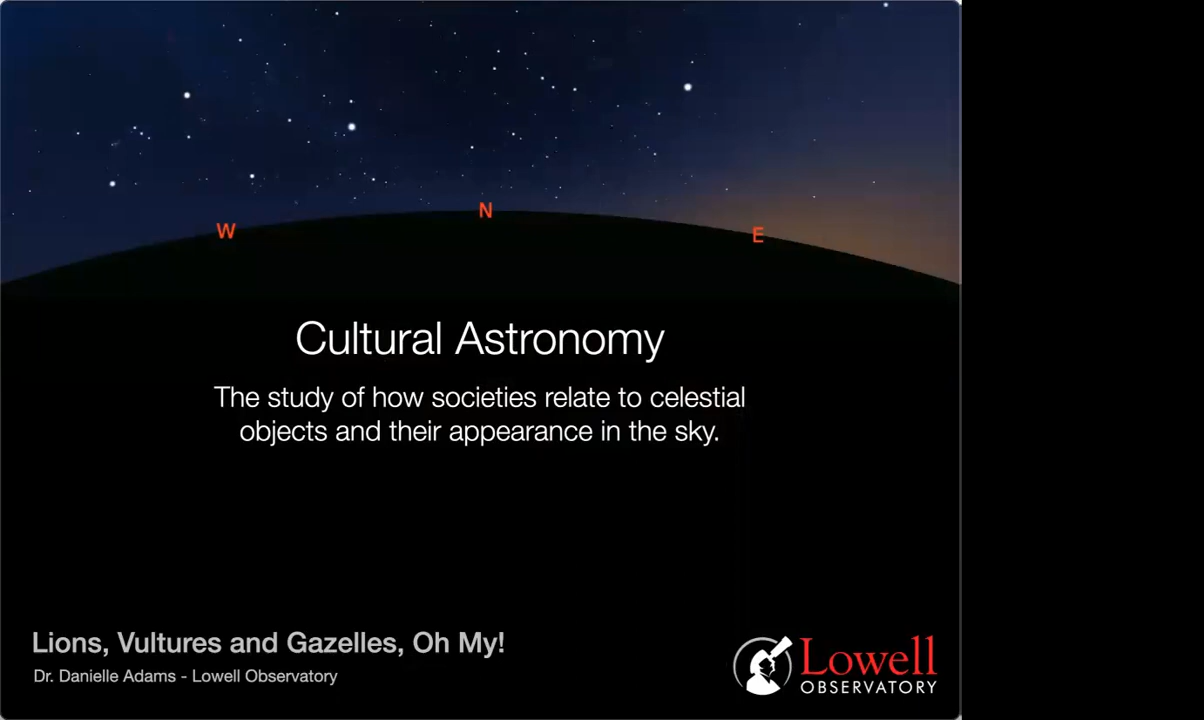 W
N
E
Cultural Astronomy
The study of how societies relate to celestial
objects and their appearance in the sky.
Lions, Vultures and Gazelles, Oh My!
Dr. Danielle Adams - Lowell Observatory
Lowell
OBSERVATORY